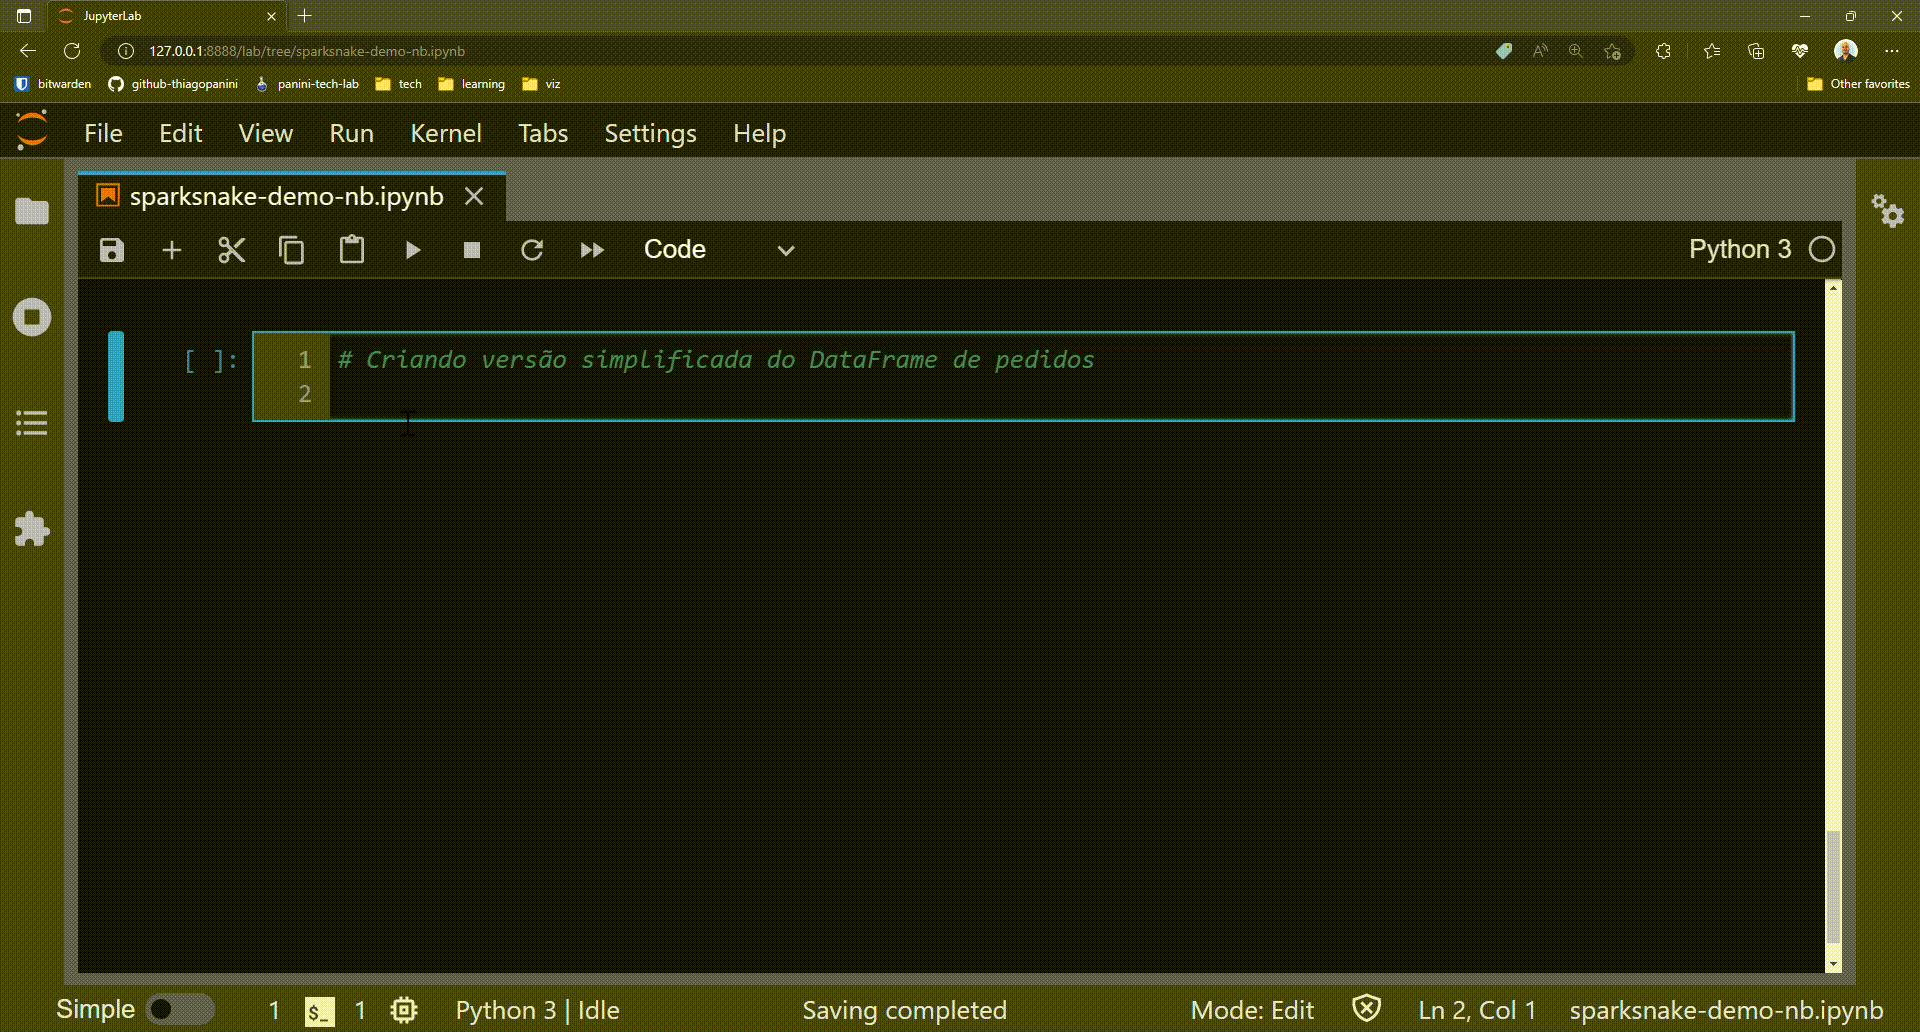 JupyterLab
127.0.0.1:8888/lab/tree/sparksnake-demo-nb.ipynb
bitwarden github-thiagopanini panini-tech-lab tech learning viz Other favorites
File Edit View Run Kernel Tabs Settings Help
sparksnake-demo-nb.ipynb
Code Python 3
[ ]: 1 # Criando versão simplificada do DataFrame de pedidos
2
Simple 1 $_ 1 Python 3 | Idle Saving completed Mode: Edit Ln 2, Col 1 sparksnake-demo-nb.ipynb